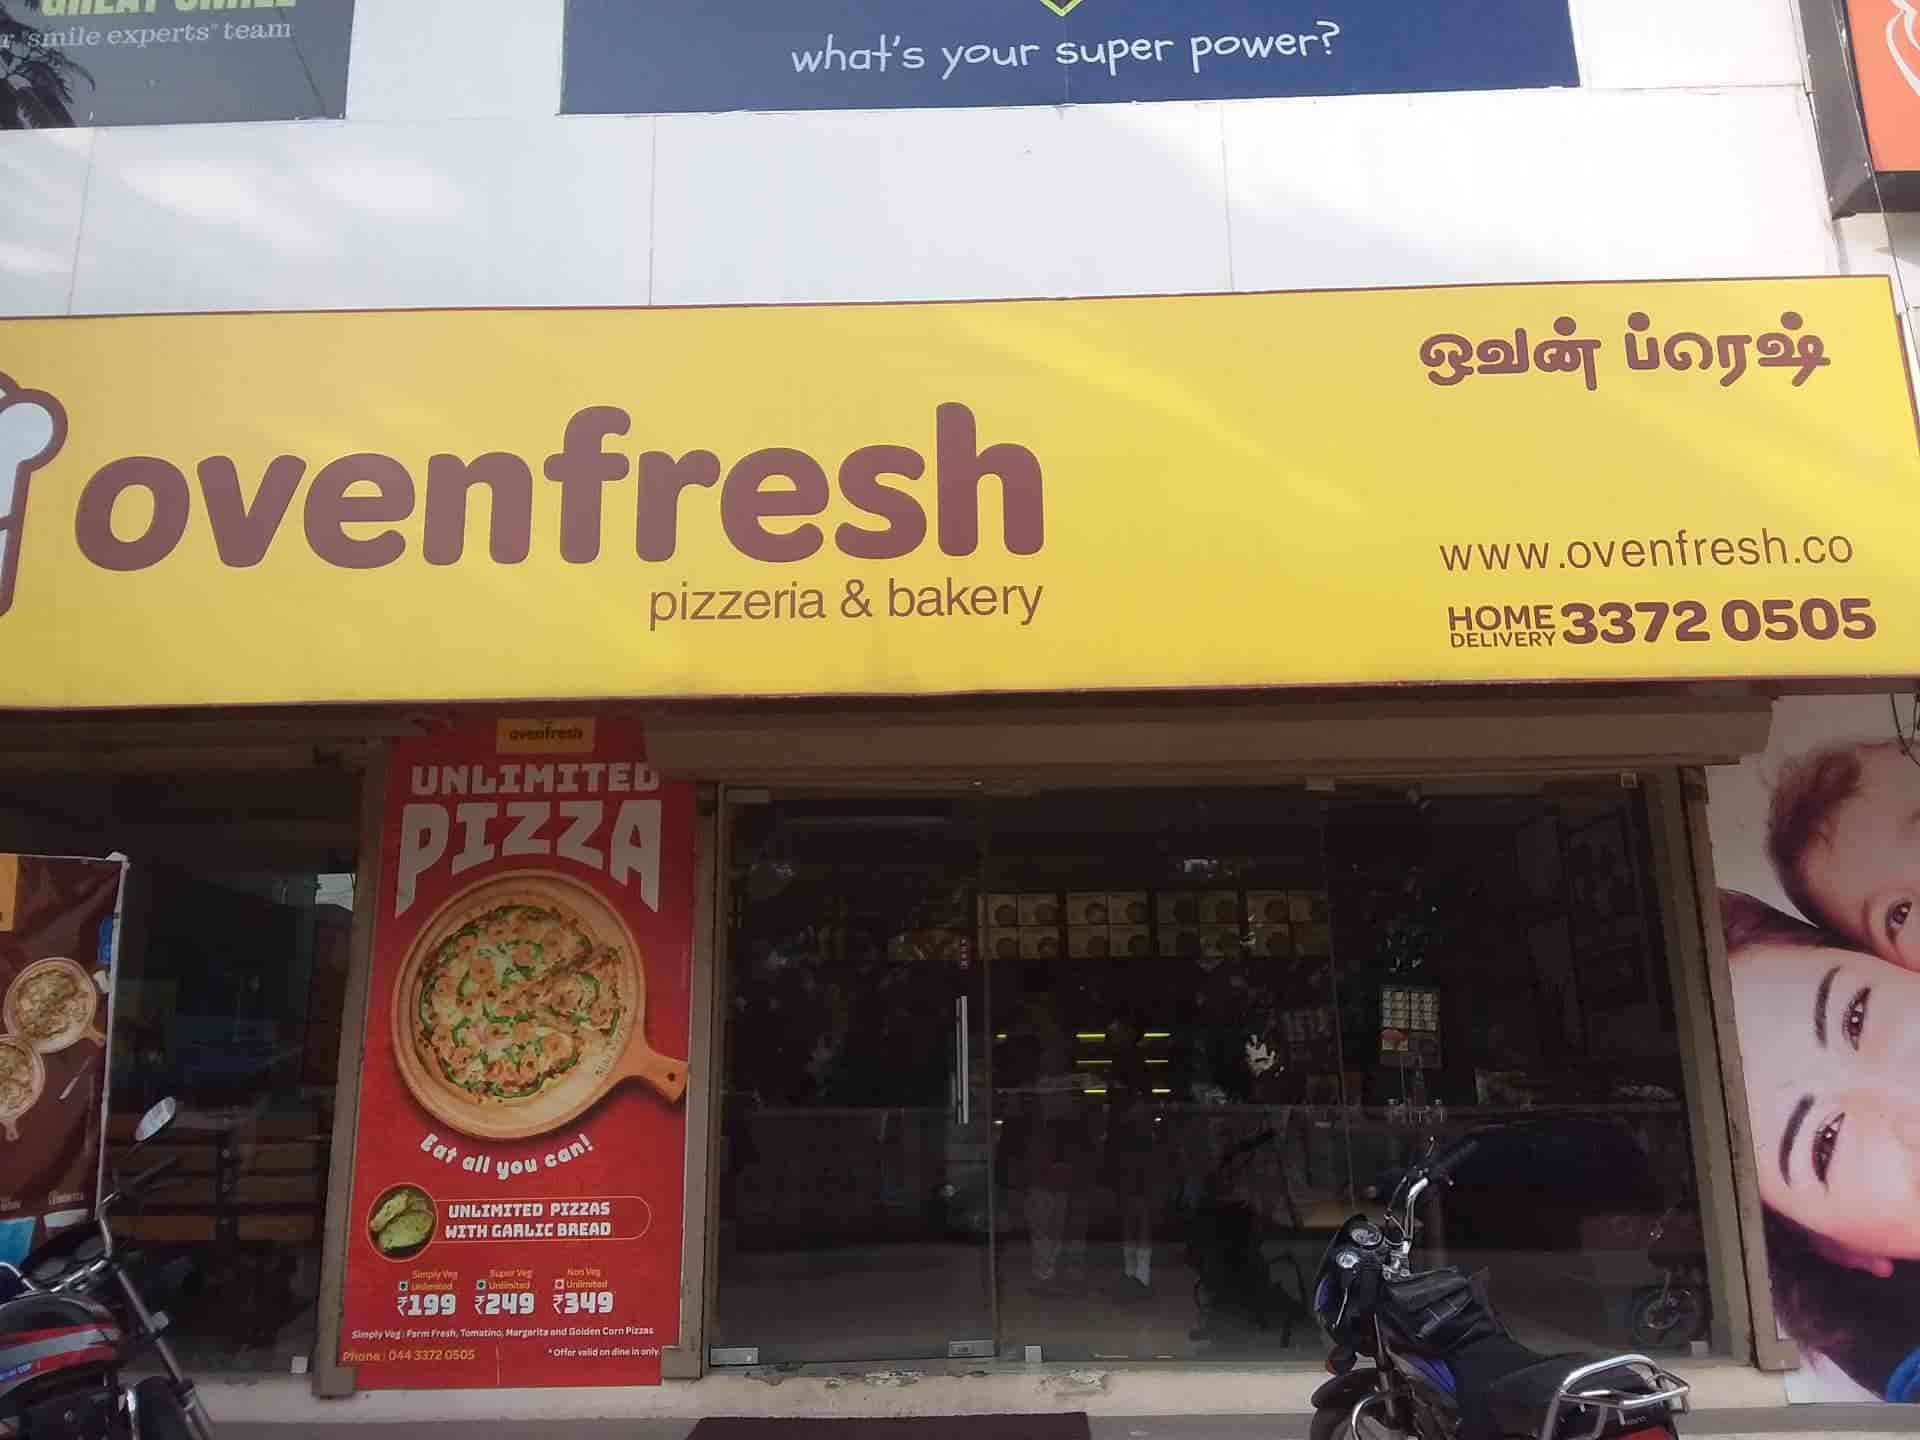 GREAT SMILE
"smile experts" team
what's your super power?
ஒவன் ப்ரெஷ்
ovenfresh
pizzeria & bakery
www.ovenfresh.co
HOME DELIVERY 3372 0505
ovenfresh
UNLIMITED
PIZZA
Eat all you can!
UNLIMITED PIZZAS
WITH GARLIC BREAD
Simply Veg Unlimited ₹199
Super Veg Unlimited ₹249
Non Veg Unlimited ₹349
Simply Veg : Farm Fresh, Tomatino, Margarita and Golden Corn Pizzas
Phone : 044 3372 0505
* Offer valid on dine in only.